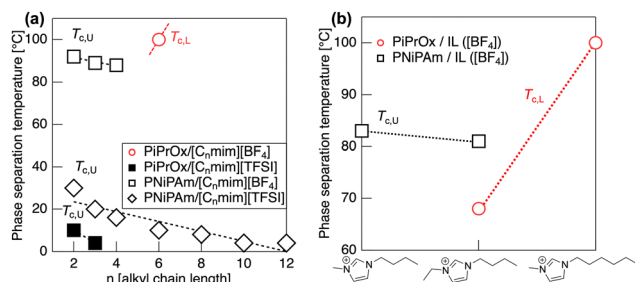 (a)
Phase separation temperature [°C]
100
80
60
40
20
0
T_c,U
T_c,L
T_c,U
T_c,U
PiPrOx/[C_nmim][BF_4]
PiPrOx/[C_nmim][TFSI]
PNiPAm/[C_nmim][BF_4]
PNiPAm/[C_nmim][TFSI]
2 4 6 8 10 12
n [alkyl chain length]
(b)
Phase separation temperature [°C]
100
90
80
70
60
PiPrOx / IL ([BF_4])
PNiPAm / IL ([BF_4])
T_c,U
T_c,L
N + N
N + N
N + N